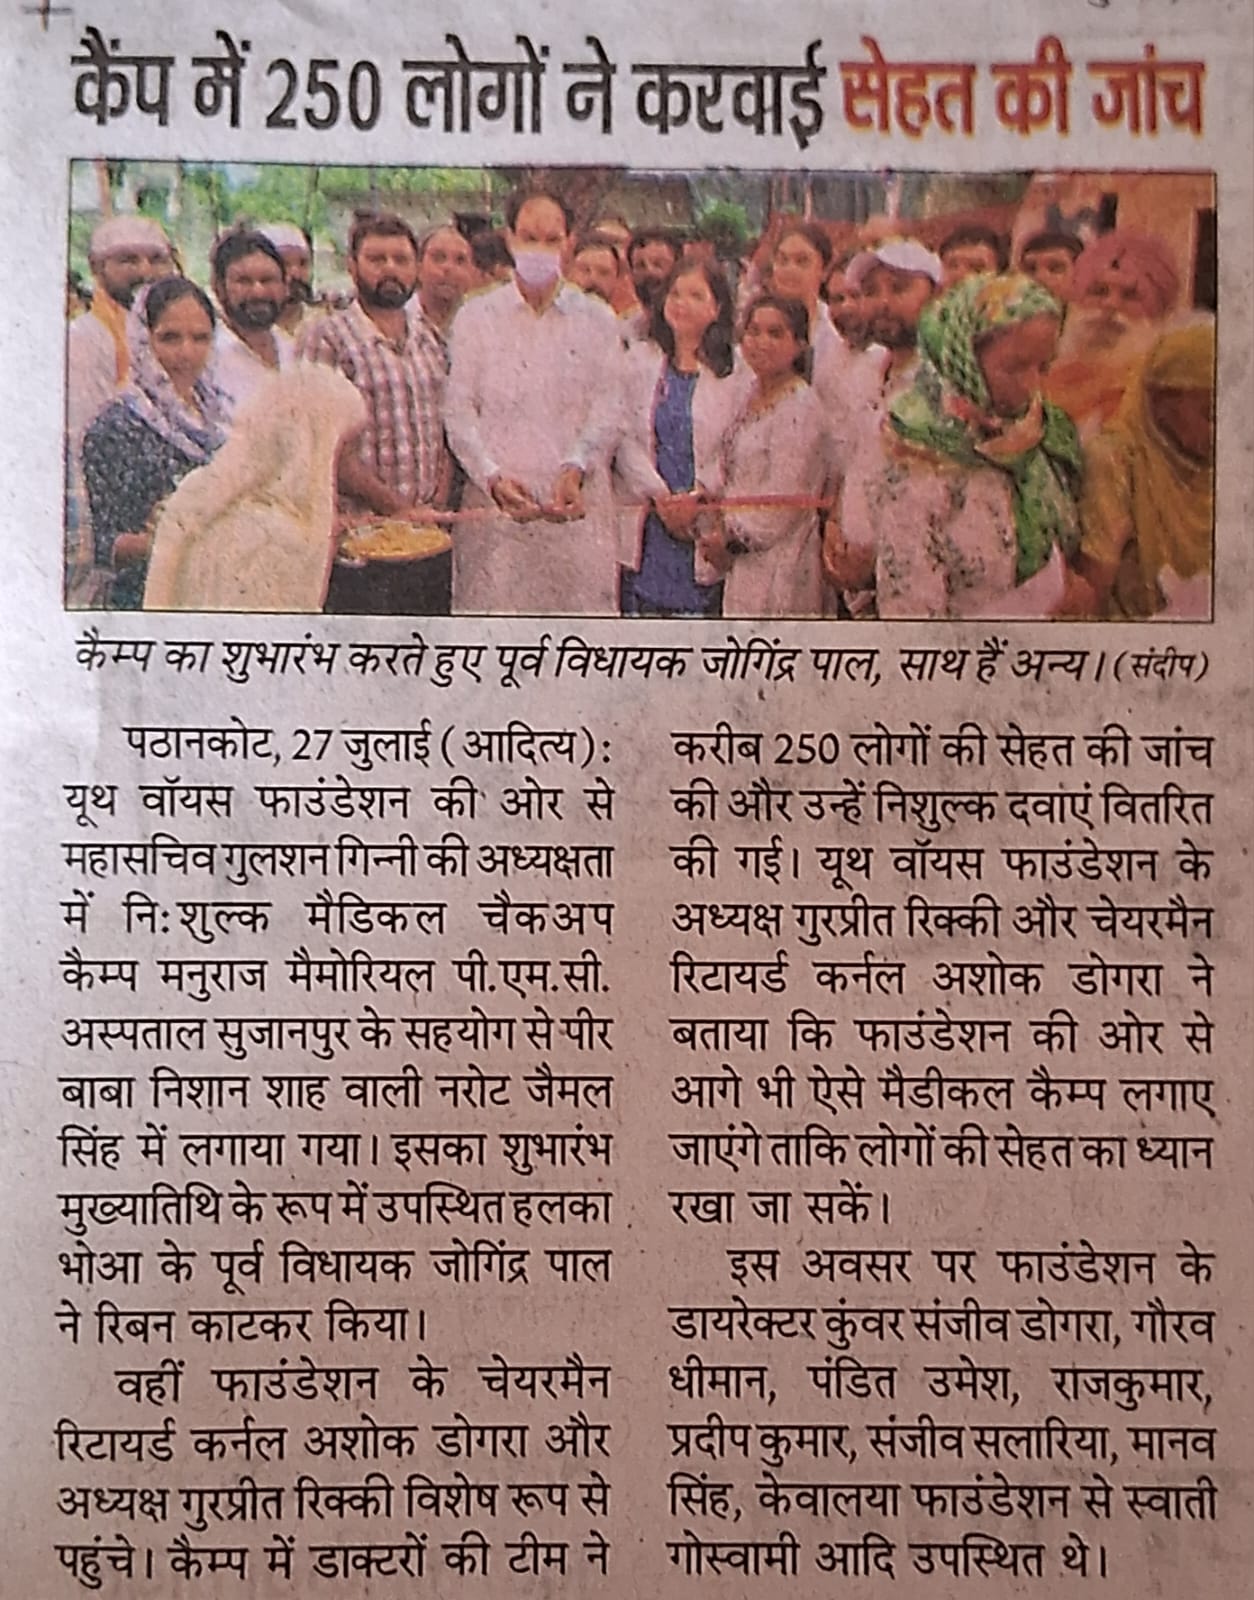 कैंप में 250 लोगों ने करवाई सेहत की जांच
कैम्प का शुभारंभ करते हुए पूर्व विधायक जोगिंद्र पाल, साथ हैं अन्य। (संदीप)
पठानकोट, 27 जुलाई (आदित्य):
यूथ वॉयस फाउंडेशन की ओर से
महासचिव गुलशन गिन्नी की अध्यक्षता
में नि:शुल्क मैडिकल चैकअप
कैम्प मनुराज मैमोरियल पी.एम.सी.
अस्पताल सुजानपुर के सहयोग से पीर
बाबा निशान शाह वाली नरोट जैमल
सिंह में लगाया गया। इसका शुभारंभ
मुख्यातिथि के रूप में उपस्थित हलका
भोआ के पूर्व विधायक जोगिंद्र पाल
ने रिबन काटकर किया।
वहीं फाउंडेशन के चेयरमैन
रिटायर्ड कर्नल अशोक डोगरा और
अध्यक्ष गुरप्रीत रिक्की विशेष रूप से
पहुंचे। कैम्प में डाक्टरों की टीम ने
करीब 250 लोगों की सेहत की जांच
की और उन्हें निशुल्क दवाएं वितरित
की गई। यूथ वॉयस फाउंडेशन के
अध्यक्ष गुरप्रीत रिक्की और चेयरमैन
रिटायर्ड कर्नल अशोक डोगरा ने
बताया कि फाउंडेशन की ओर से
आगे भी ऐसे मैडीकल कैम्प लगाए
जाएंगे ताकि लोगों की सेहत का ध्यान
रखा जा सकें।
इस अवसर पर फाउंडेशन के
डायरेक्टर कुंवर संजीव डोगरा, गौरव
धीमान, पंडित उमेश, राजकुमार,
प्रदीप कुमार, संजीव सलारिया, मानव
सिंह, केवालया फाउंडेशन से स्वाती
गोस्वामी आदि उपस्थित थे।